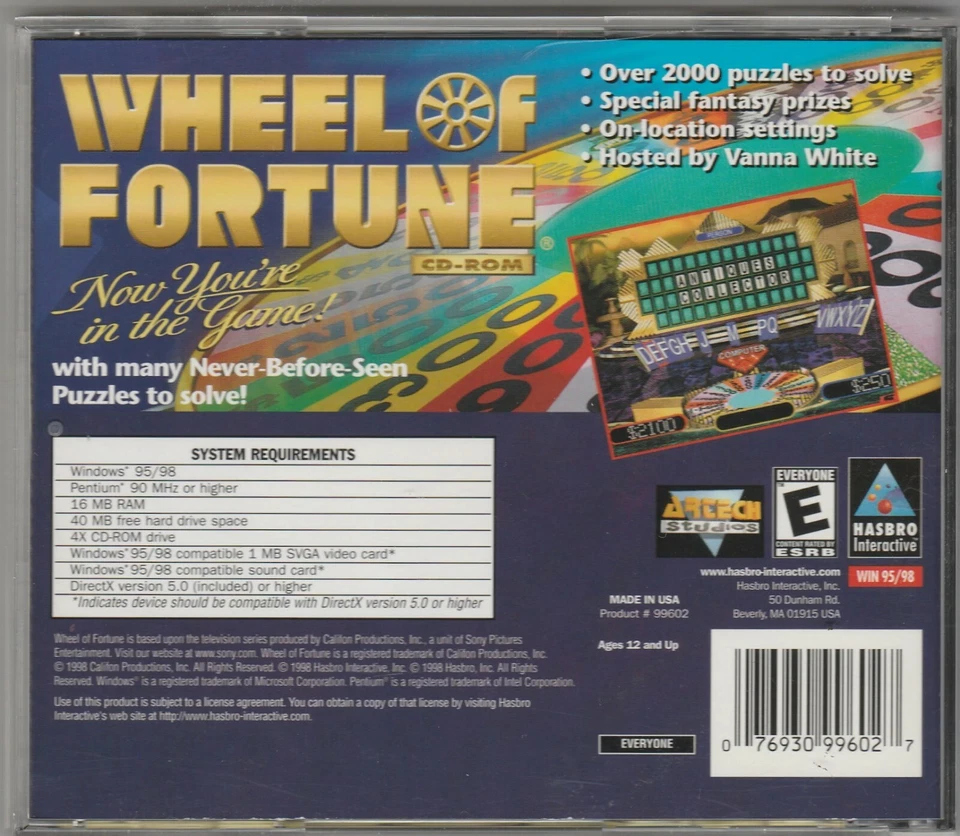 WHEEL OF
FORTUNE®
CD-ROM
Now You're
in the Game!
with many Never-Before-Seen
Puzzles to solve!
• Over 2000 puzzles to solve
• Special fantasy prizes
• On-location settings
• Hosted by Vanna White
PERSON
ANTIQUES
COLLECTOR
DEFGH J M PQ VWXYZ
COMPUTER
$2100
$250
SYSTEM REQUIREMENTS
Windows® 95/98
Pentium® 90 MHz or higher
16 MB RAM
40 MB free hard drive space
4X CD-ROM drive
Windows® 95/98 compatible 1 MB SVGA video card*
Windows® 95/98 compatible sound card*
DirectX version 5.0 (included) or higher
*Indicates device should be compatible with DirectX version 5.0 or higher
ARTECH
Studios
EVERYONE
E
CONTENT RATED BY
ESRB
HASBRO
Interactive™
WIN 95/98
www.hasbro-interactive.com
Hasbro Interactive, Inc.
50 Dunham Rd.
Beverly, MA 01915 USA
MADE IN USA
Product # 99602
Ages 12 and Up
Wheel of Fortune is based upon the television series produced by Califon Productions, Inc., a unit of Sony Pictures
Entertainment. Visit our website at www.sony.com. Wheel of Fortune is a registered trademark of Califon Productions, Inc.
© 1998 Califon Productions, Inc. All Rights Reserved. © 1998 Hasbro Interactive, Inc. © 1998 Hasbro, Inc. All Rights
Reserved. Windows® is a registered trademark of Microsoft Corporation. Pentium® is a registered trademark of Intel Corporation.
Use of this product is subject to a license agreement. You can obtain a copy of that license by visiting Hasbro
Interactive's web site at http://www.hasbro-interactive.com.
EVERYONE
0 76930 99602 7